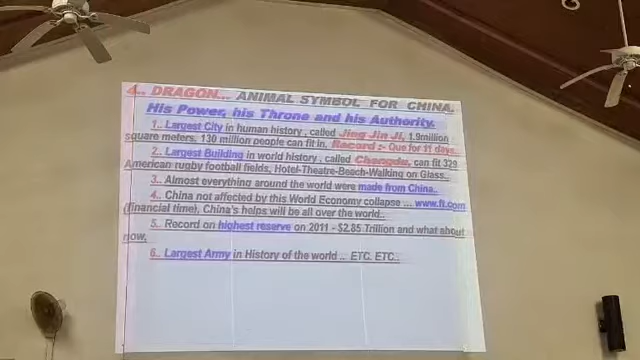 4.. DRAGON... ANIMAL SYMBOL FOR CHINA.
His Power, his Throne and his Authority.
1.. Largest City in human history , called Jing Jin Ji, 1.9million
square meters. 130 million people can fit in, Racord :- Que for 11 days..
2.. Largest Building in world history , called Chengdu, can fit 329
American rugby football fields, Hotel-Theatre-Beach-Walking on Glass..
3.. Almost everything around the world were made from China..
4.. China not affected by this World Economy collapse ... www.ft.com
(financial time), China's helps will be all over the world..
5.. Record on highest reserve on 2011 - $2.85 Trillion and what about
now.
6.. Largest Army in History of the world ... ETC. ETC..